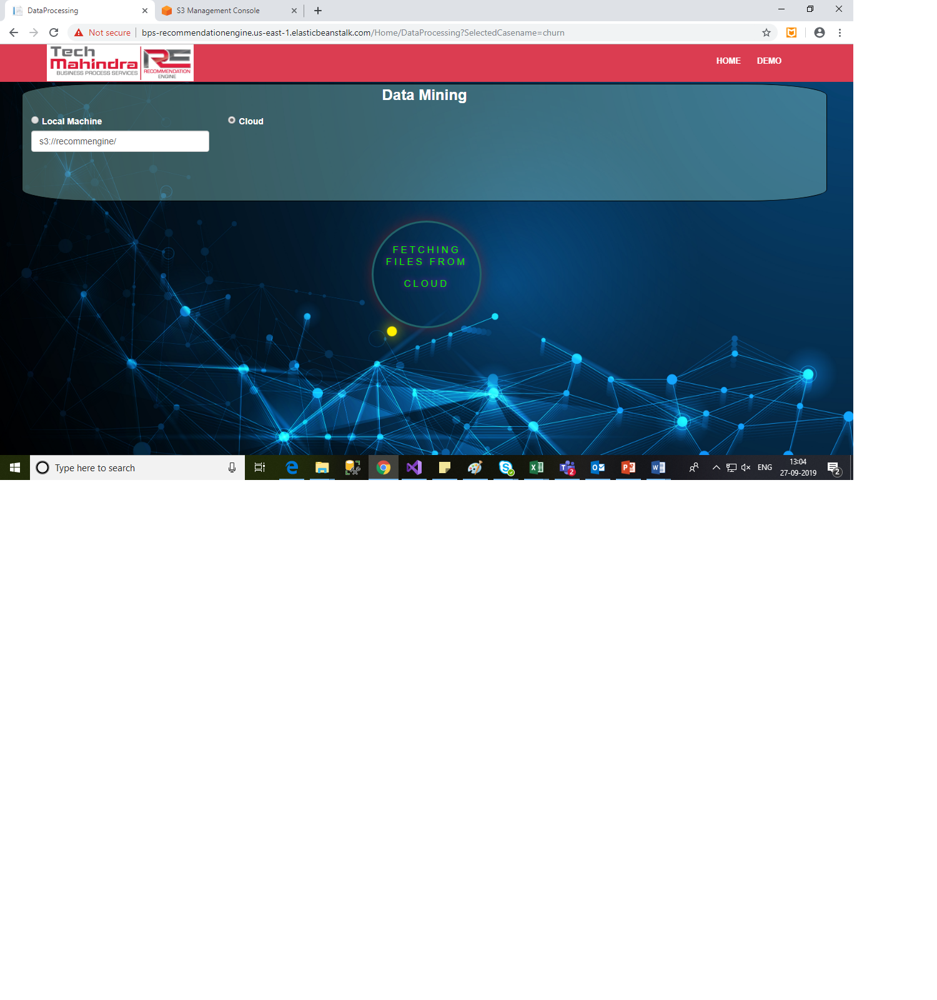 DataProcessing
S3 Management Console
Not secure
bps-recommendationengine.us-east-1.elasticbeanstalk.com/Home/DataProcessing?SelectedCasename=churn
Tech
Mahindra
BUSINESS PROCESS SERVICES
RE
RECOMMENDATION
ENGINE
HOME
DEMO
Data Mining
Local Machine
Cloud
s3://recommengine/
FETCHING
FILES FROM
CLOUD
Type here to search
ENG
13:04
27-09-2019
2
2